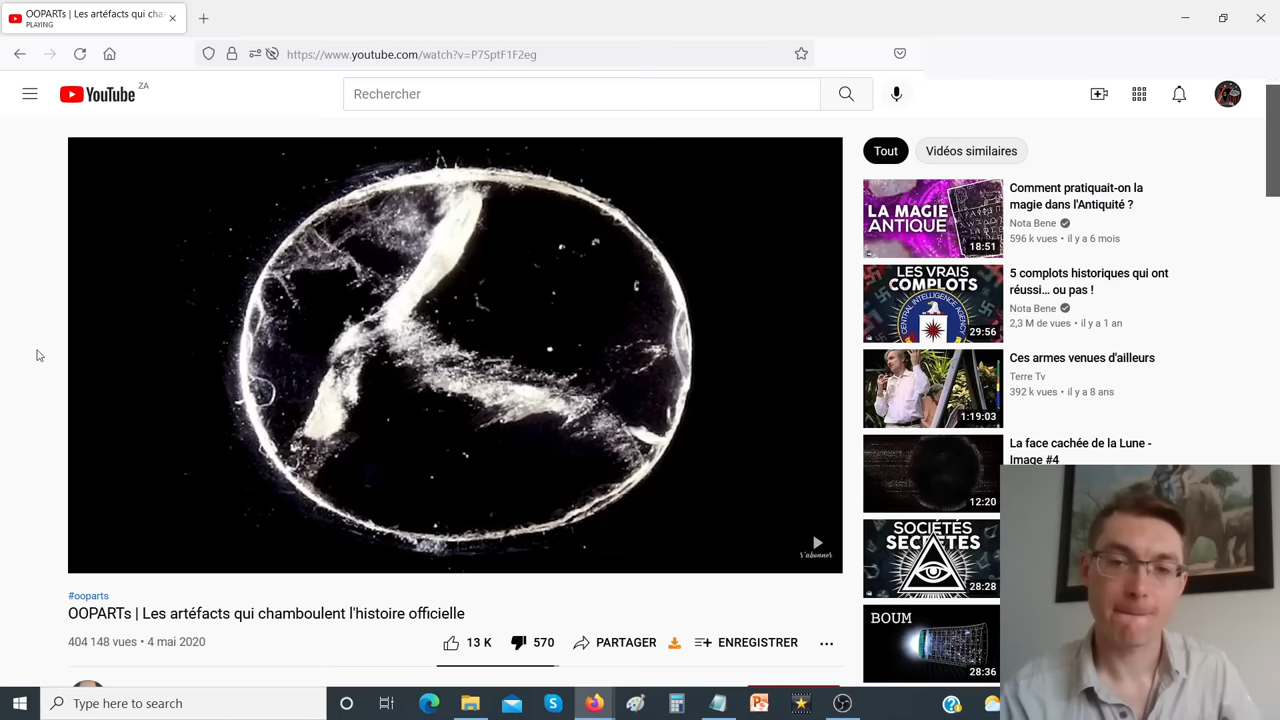 OOPARTs | Les artéfacts qui cha
PLAYING
https://www.youtube.com/watch?v=P7SptF1F2eg
YouTube ZA
Rechercher
S'abonner
#ooparts
OOPARTs | Les artéfacts qui chamboulent l'histoire officielle
404 148 vues • 4 mai 2020
13 K
570
PARTAGER
ENREGISTRER
Tout
Vidéos similaires
LA MAGIE
ANTIQUE
18:51
Comment pratiquait-on la
magie dans l'Antiquité ?
Nota Bene
596 k vues • il y a 6 mois
LES VRAIS
COMPLOTS
CENTRAL INTELLIGENCE AGENCY
29:56
5 complots historiques qui ont
réussi... ou pas !
Nota Bene
2,3 M de vues • il y a 1 an
1:19:03
Ces armes venues d'ailleurs
Terre Tv
392 k vues • il y a 8 ans
12:20
La face cachée de la Lune -
Image #4
SOCIÉTÉS
SECRÈTES
28:28
BOUM
28:36
Type here to search